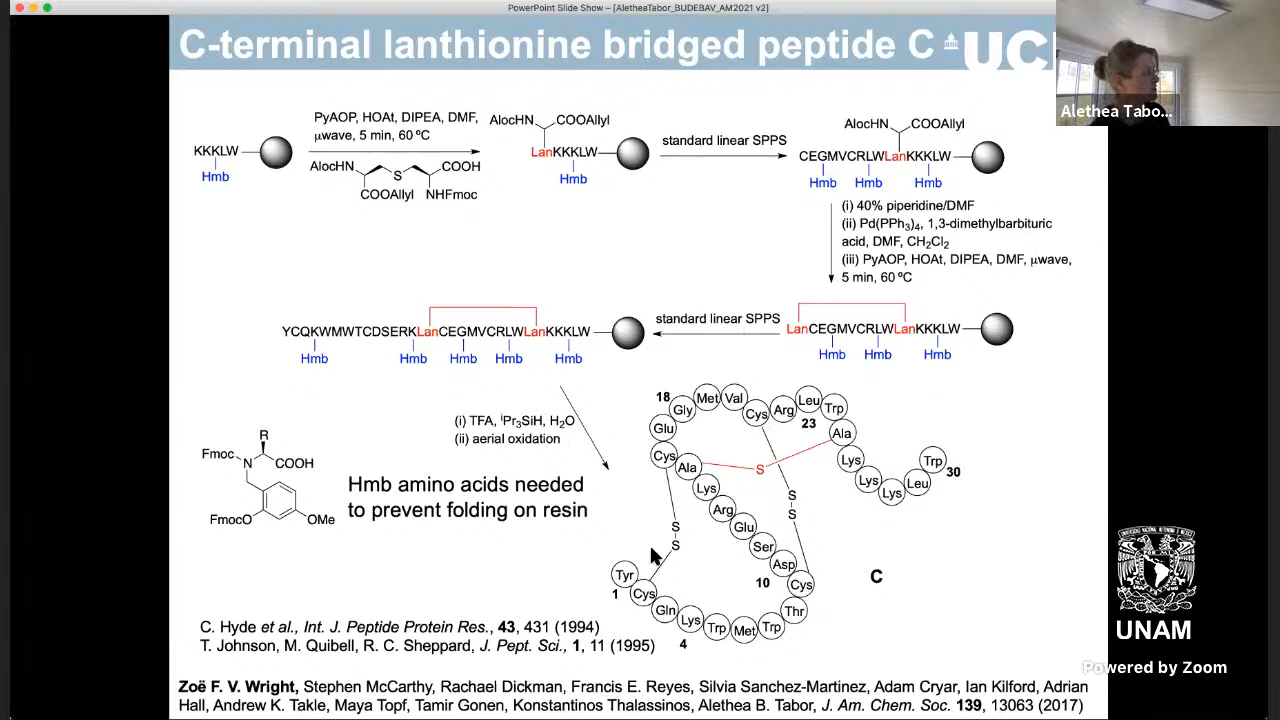 PowerPoint Slide Show – [AletheaTabor_BUDEBAV_AM2021 v2]
C-terminal lanthionine bridged peptide C
UC
Alethea Tabo...
KKKLW
Hmb
PyAOP, HOAt, DIPEA, DMF,
μwave, 5 min, 60 ºC
AlocHN
COOH
S
COOAllyl
NHFmoc
AlocHN
COOAllyl
LanKKKLW
Hmb
standard linear SPPS
AlocHN
COOAllyl
CEGMVCRLWLanKKKLW
Hmb Hmb Hmb
(i) 40% piperidine/DMF
(ii) Pd(PPh3)4, 1,3-dimethylbarbituric
acid, DMF, CH2Cl2
(iii) PyAOP, HOAt, DIPEA, DMF, μwave,
5 min, 60 ºC
LanCEGMVCRLWLanKKKLW
Hmb Hmb Hmb
standard linear SPPS
YCQKWMWTCDSERKLanCEGMVCRLWLanKKKLW
Hmb Hmb Hmb Hmb Hmb
(i) TFA, iPr3SiH, H2O
(ii) aerial oxidation
R
Fmoc
N
COOH
FmocO
OMe
Hmb amino acids needed
to prevent folding on resin
18
Gly
Met
Val
Cys
Arg
Leu
Trp
23
Ala
Lys
Lys
Lys
Leu
Trp
30
Glu
Cys
Ala
S
Lys
Arg
Glu
Ser
Asp
10
Cys
S
S
S
S
Tyr
1
Cys
Gln
Lys
4
Trp
Met
Trp
Thr
C
C. Hyde et al., Int. J. Peptide Protein Res., 43, 431 (1994)
T. Johnson, M. Quibell, R. C. Sheppard, J. Pept. Sci., 1, 11 (1995)
Zoë F. V. Wright, Stephen McCarthy, Rachael Dickman, Francis E. Reyes, Silvia Sanchez-Martinez, Adam Cryar, Ian Kilford, Adrian
Hall, Andrew K. Takle, Maya Topf, Tamir Gonen, Konstantinos Thalassinos, Alethea B. Tabor, J. Am. Chem. Soc. 139, 13063 (2017)
UNAM
Powered by Zoom